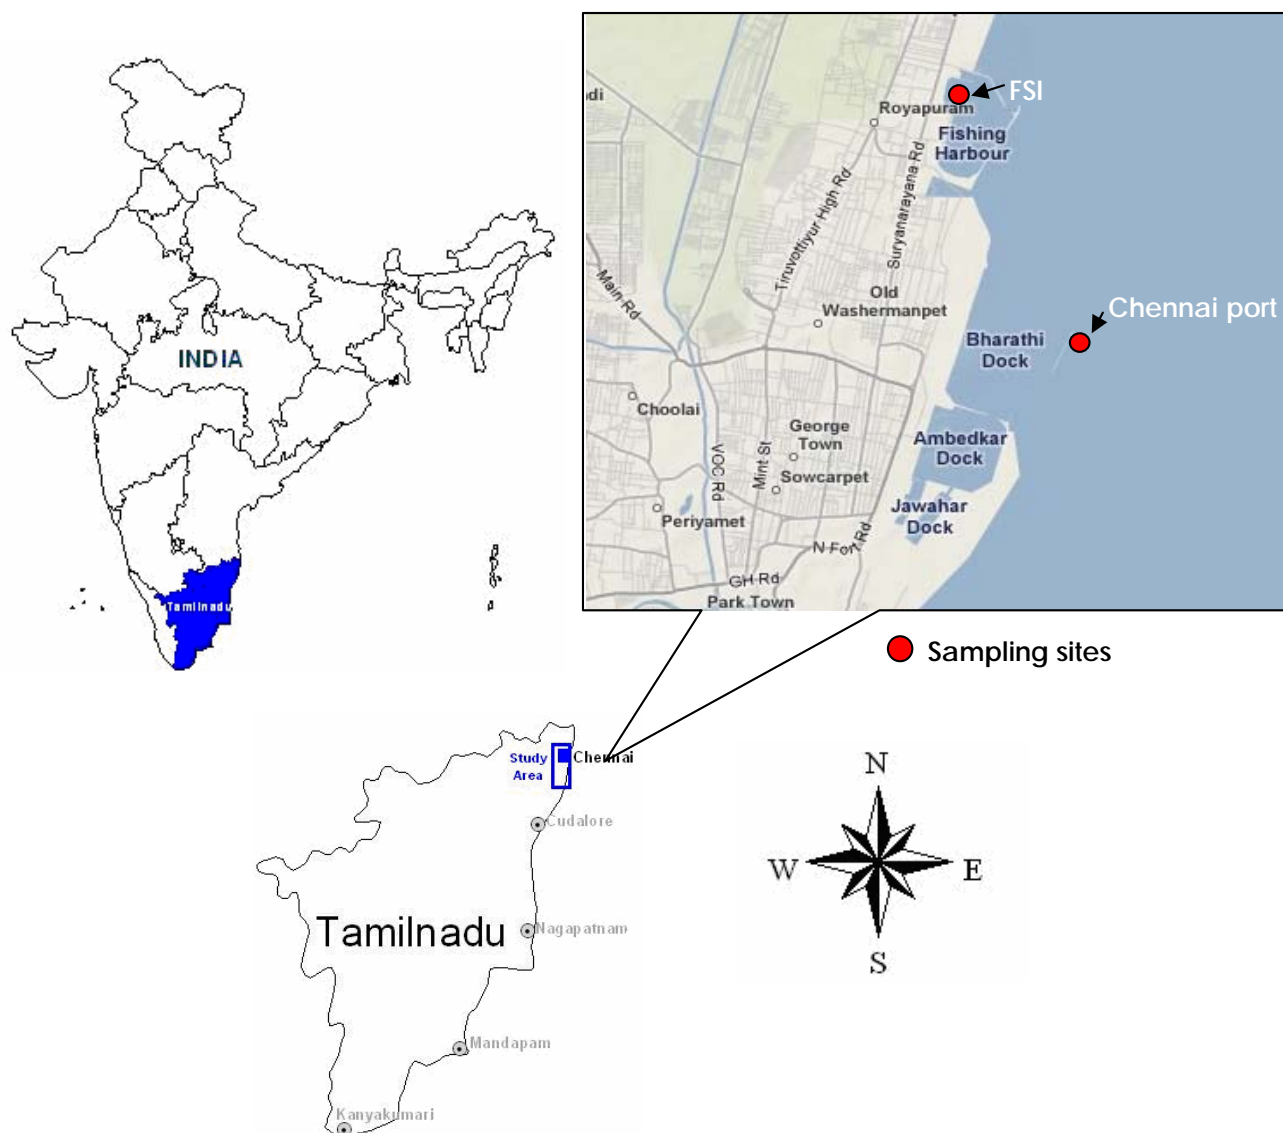 INDIA
Tamilnadu
FSI
ndi
Royapuram
Fishing
Harbour
Tiruvottiyur High Rd
Suryanarayana Rd
Main Rd
Old
Washermanpet
Chennai port
Bharathi
Dock
Choolai
George
Town
Ambedkar
Dock
VOC Rd
Mint St
Sowcarpet
Periyamet
Jawahar
Dock
N Fort Rd
GH Rd
Park Town
Sampling sites
Study
Area
Chennai
Cudalore
Tamilnadu
Nagapatnam
Mandapam
Kanyakumari
N
W
E
S